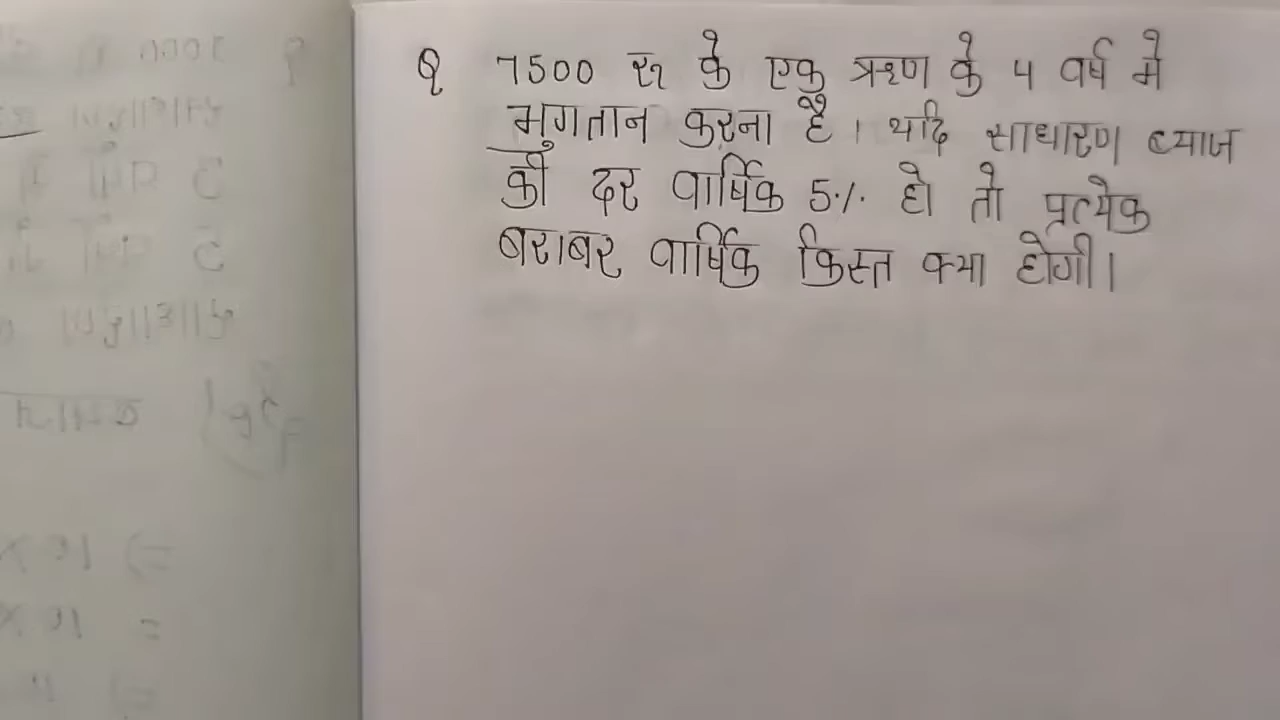 Q 7500 रू के एक ऋण के 4 वर्ष मे
भुगतान करना है। यदि साधारण ब्याज
की दर वार्षिक 5% हो तो प्रत्येक
बराबर वार्षिक किस्त क्या होगी।